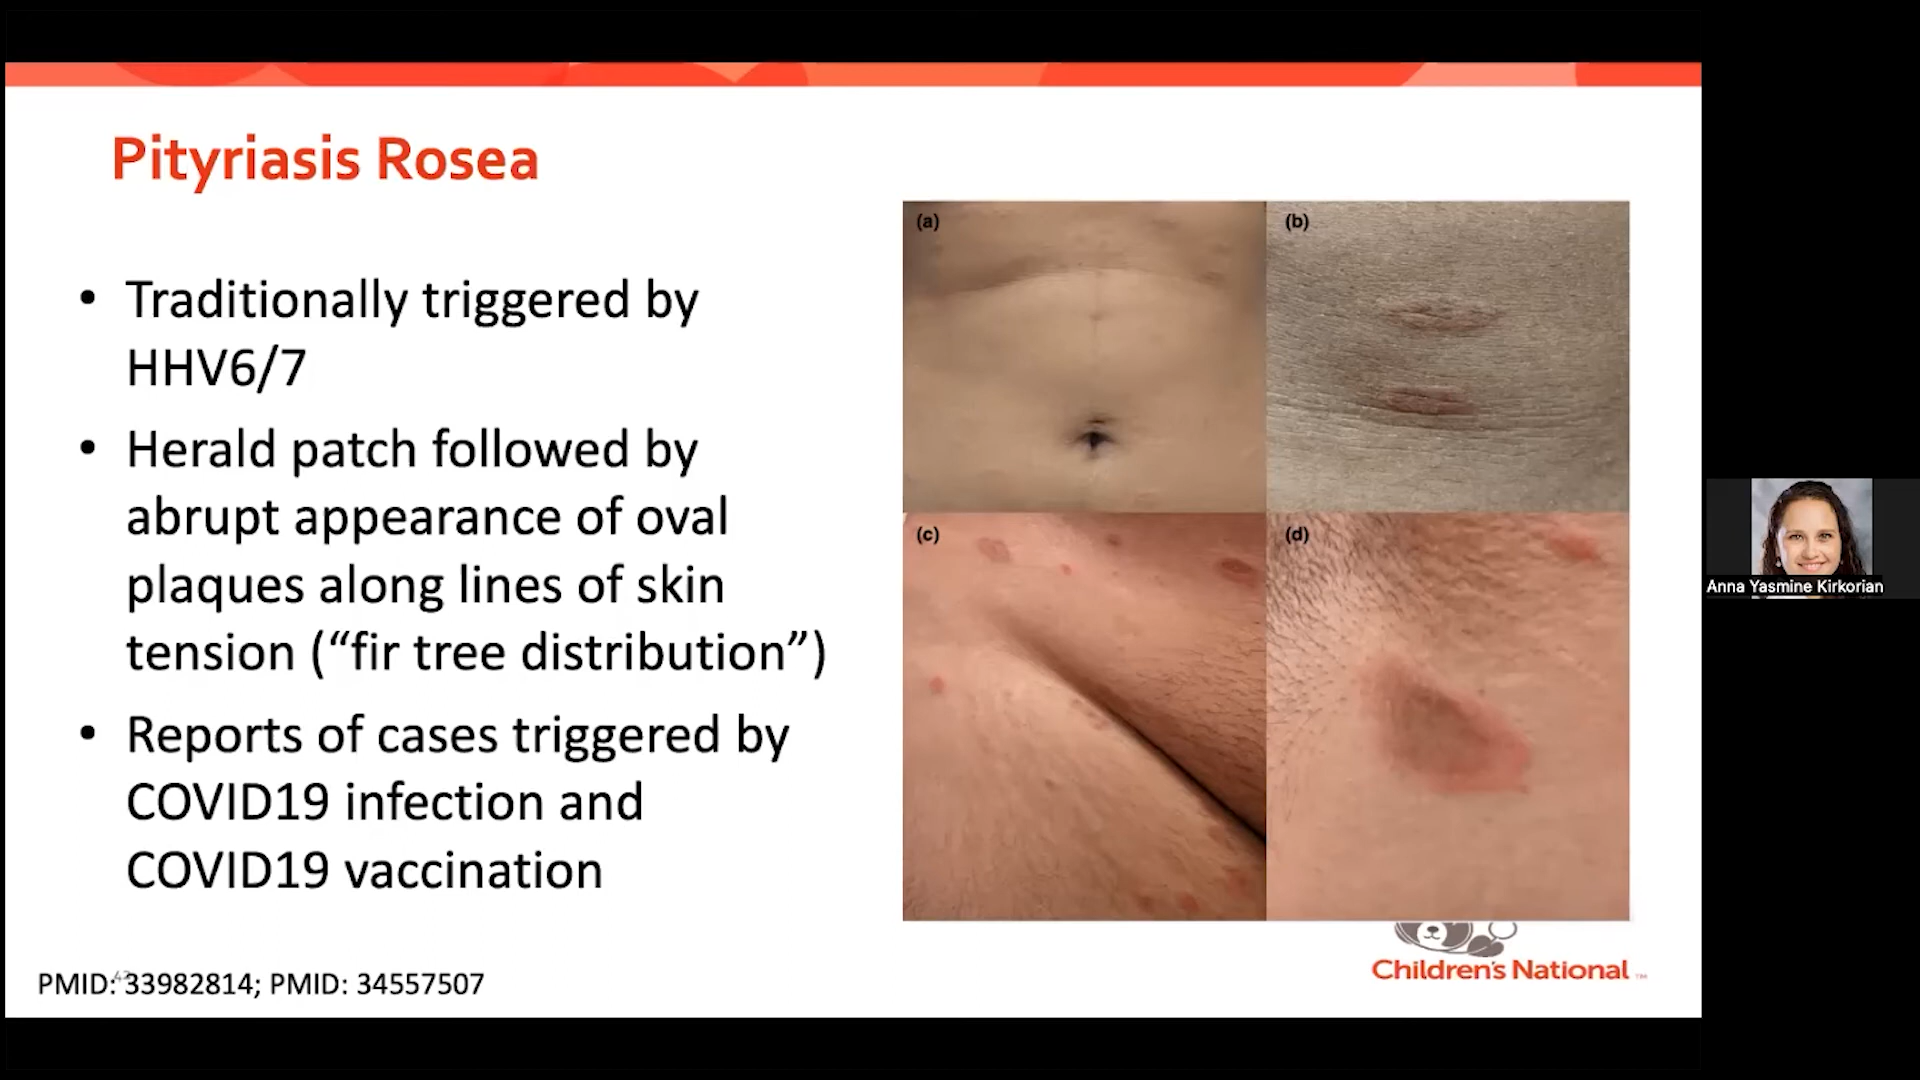 Pityriasis Rosea
• Traditionally triggered by
HHV6/7
• Herald patch followed by
abrupt appearance of oval
plaques along lines of skin
tension (“fir tree distribution”)
• Reports of cases triggered by
COVID19 infection and
COVID19 vaccination
(a)
(b)
(c)
(d)
PMID: 33982814; PMID: 34557507
Children's National ™
Anna Yasmine Kirkorian